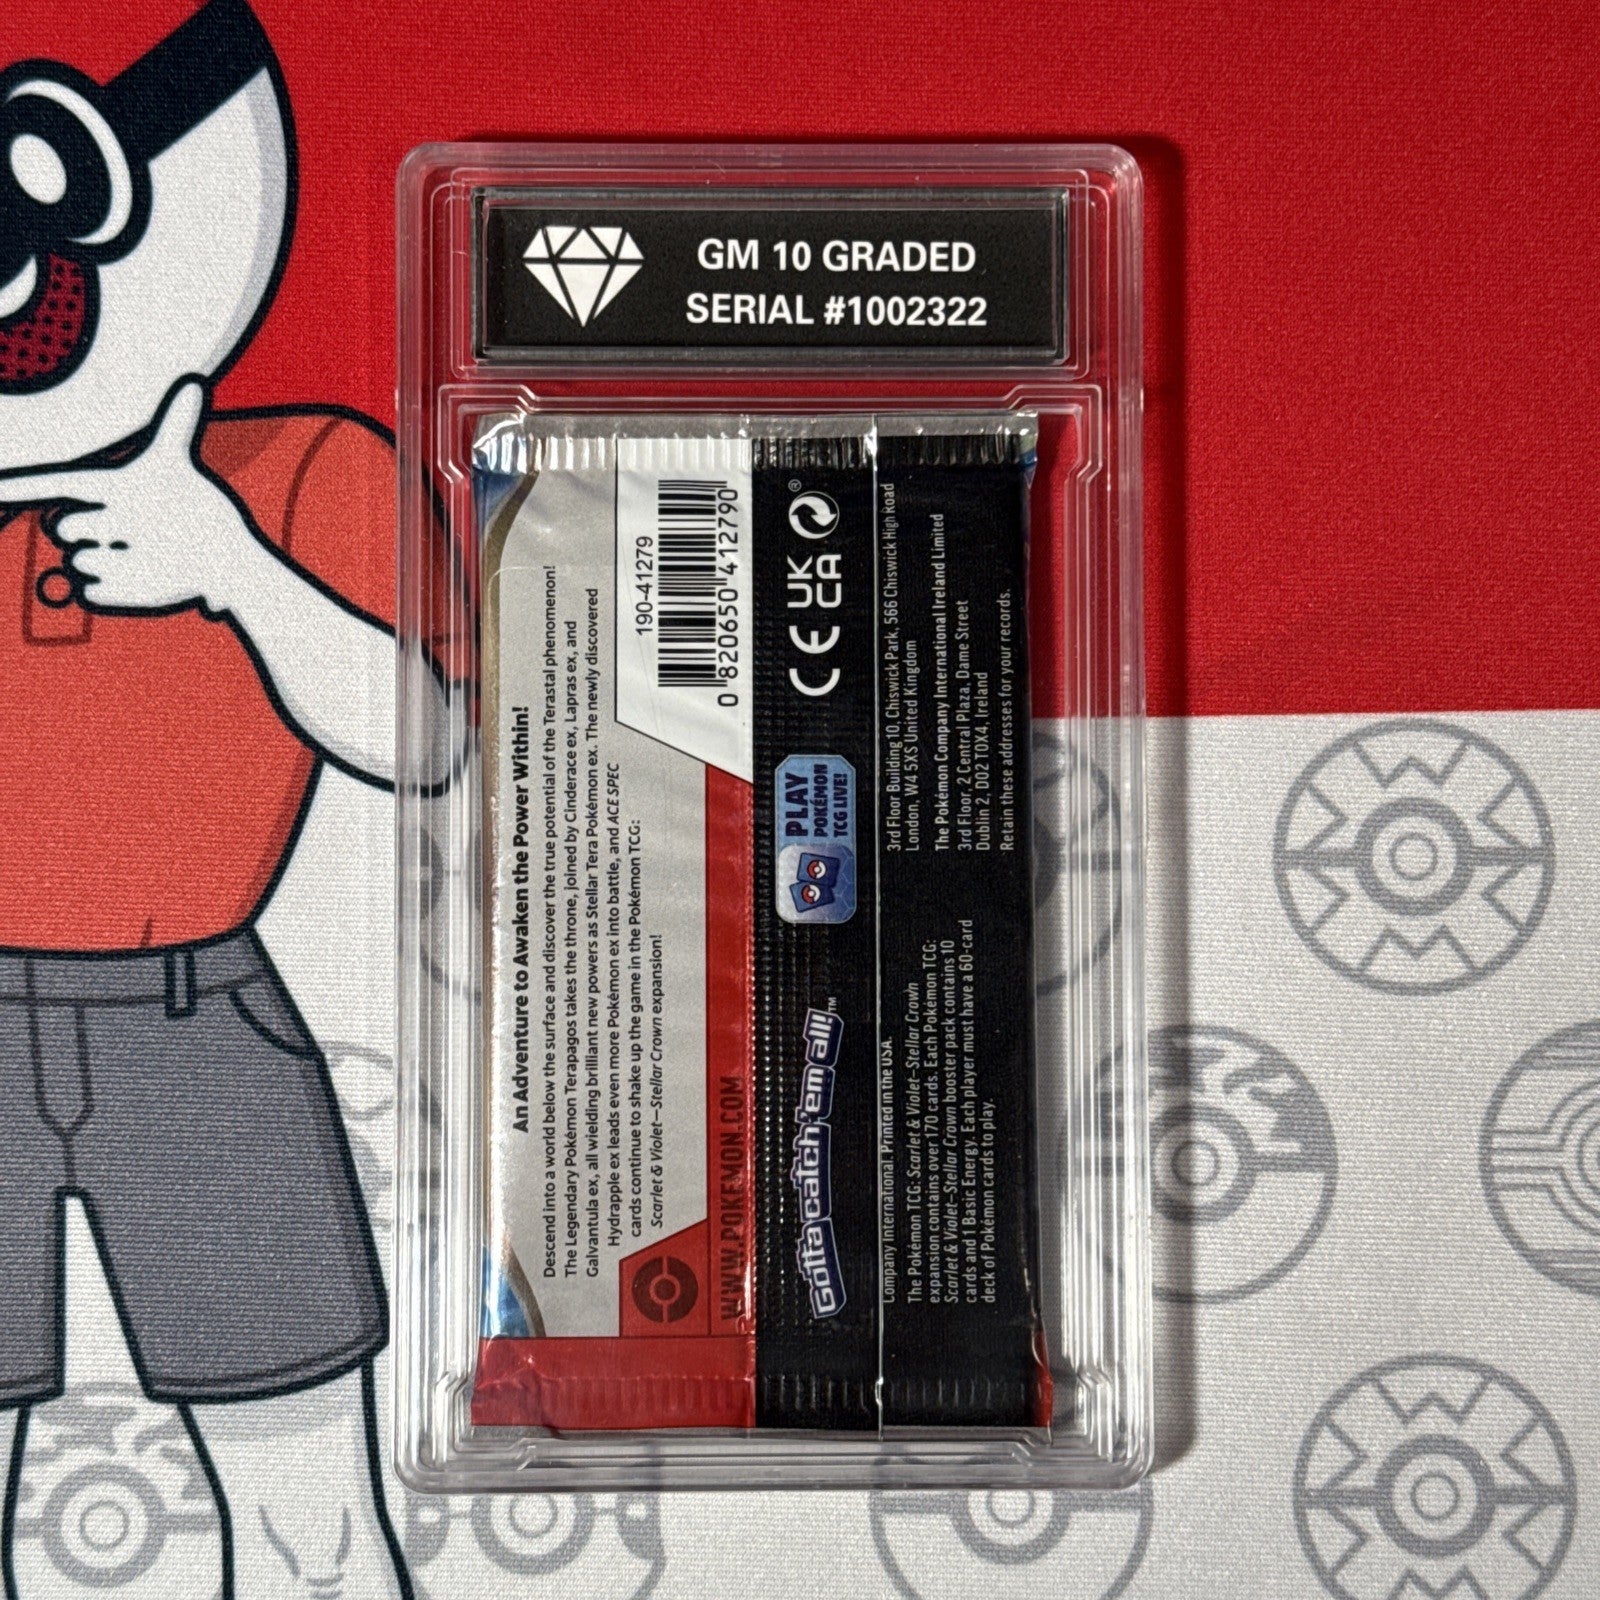 GM 10 GRADED
SERIAL #1002322
An Adventure to Awaken the Power Within!
Descend into a world below the surface and discover the true potential of the Terastal phenomenon!
The Legendary Pokémon Terapagos takes the throne, joined by Cinderace ex, Lapras ex, and
Galvantula ex, all wielding brilliant new powers as Stellar Tera Pokémon ex. The newly discovered
Hydrapple ex leads even more Pokémon ex into battle, and ACE SPEC
cards continue to shake up the game in the Pokémon TCG:
Scarlet & Violet—Stellar Crown expansion!
190-41279
0 820650 412790
WWW.POKEMON.COM
CE UK CA
®
PLAY
POKÉMON
TCG LIVE!
Gotta catch 'em all!™
3rd Floor Building 10, Chiswick Park, 566 Chiswick High Road
London, W4 5XS United Kingdom
The Pokémon Company International Ireland Limited
3rd Floor, 2 Central Plaza, Dame Street
Dublin 2, D02 T0X4, Ireland
Retain these addresses for your records.
Company International. Printed in the USA.
The Pokémon TCG: Scarlet & Violet—Stellar Crown
expansion contains over 170 cards. Each Pokémon TCG:
Scarlet & Violet—Stellar Crown booster pack contains 10
cards and 1 Basic Energy. Each player must have a 60-card
deck of Pokémon cards to play.